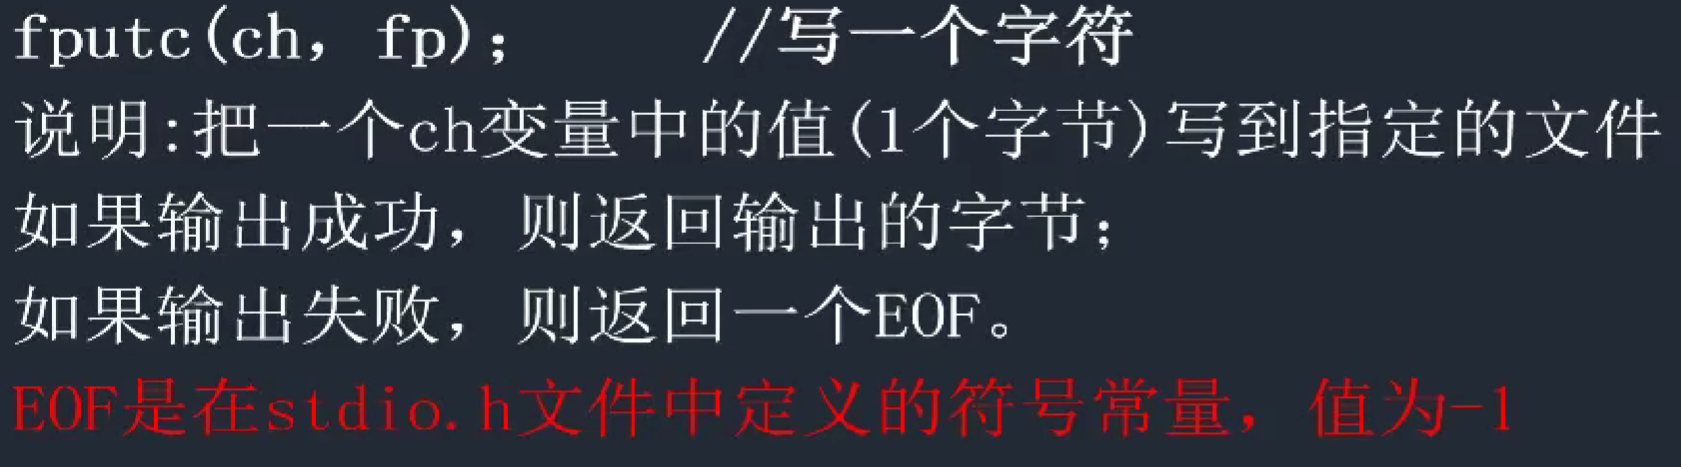 fputc(ch, fp);　　//写一个字符
说明:把一个ch变量中的值(1个字节)写到指定的文件
如果输出成功，则返回输出的字节；
如果输出失败，则返回一个EOF。
EOF是在stdio.h文件中定义的符号常量，值为-1